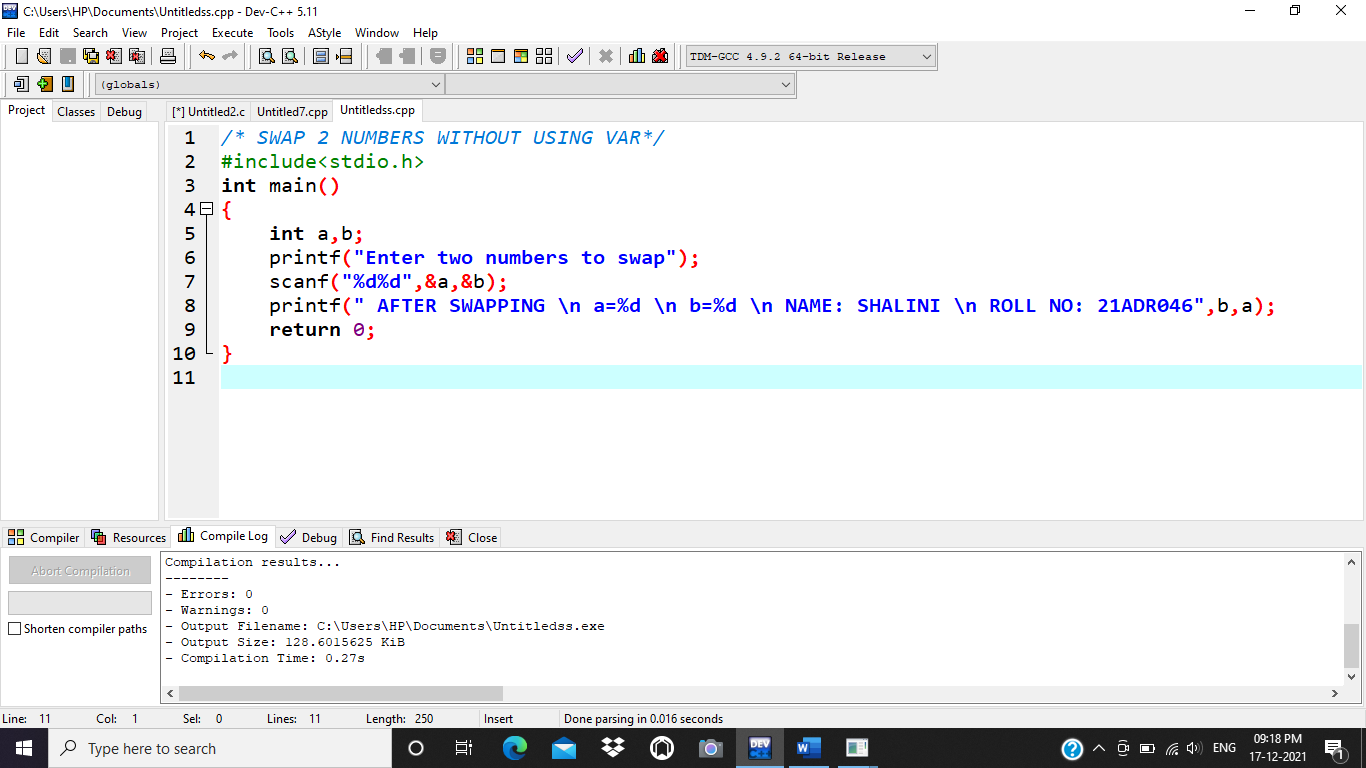 C:\Users\HP\Documents\Untitledss.cpp - Dev-C++ 5.11
File Edit Search View Project Execute Tools AStyle Window Help
TDM-GCC 4.9.2 64-bit Release
(globals)
Project Classes Debug [*] Untitled2.c Untitled7.cpp Untitledss.cpp
1 /* SWAP 2 NUMBERS WITHOUT USING VAR*/
2 #include<stdio.h>
3 int main()
4 {
5 int a,b;
6 printf("Enter two numbers to swap");
7 scanf("%d%d",&a,&b);
8 printf(" AFTER SWAPPING \n a=%d \n b=%d \n NAME: SHALINI \n ROLL NO: 21ADR046",b,a);
9 return 0;
10 }
11
Compiler Resources Compile Log Debug Find Results Close
Abort Compilation
Shorten compiler paths
Compilation results...
--------
- Errors: 0
- Warnings: 0
- Output Filename: C:\Users\HP\Documents\Untitledss.exe
- Output Size: 128.6015625 KiB
- Compilation Time: 0.27s
Line: 11 Col: 1 Sel: 0 Lines: 11 Length: 250 Insert Done parsing in 0.016 seconds
Type here to search
DEV
W
ENG
09:18 PM
17-12-2021
1